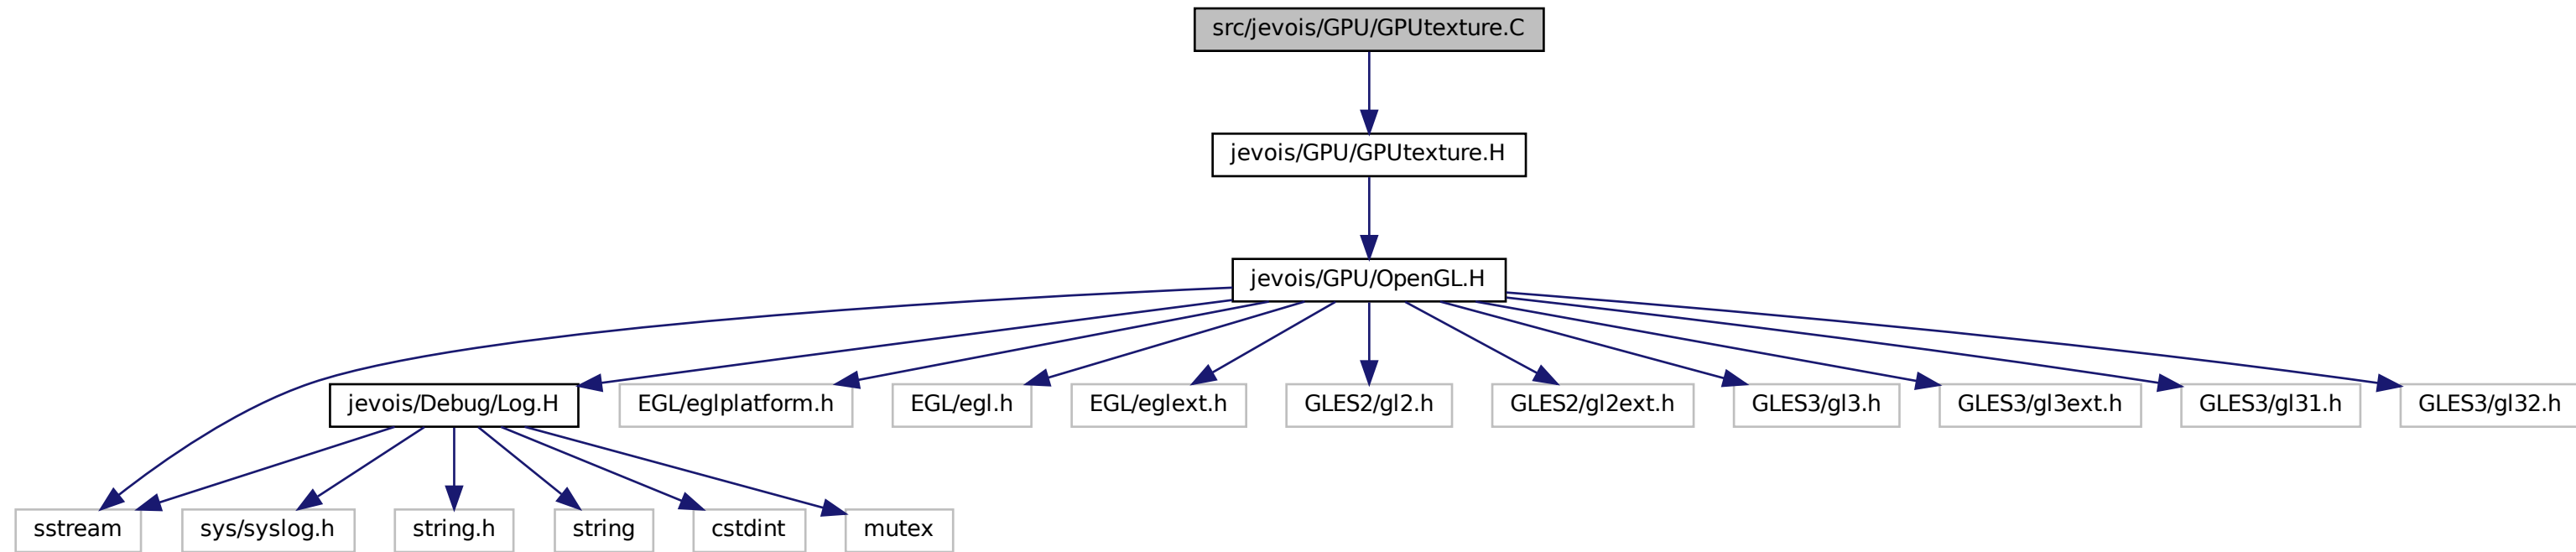 src/jevois/GPU/GPUtexture.C
jevois/GPU/GPUtexture.H
jevois/GPU/OpenGL.H
jevois/Debug/Log.H
EGL/eglplatform.h
EGL/egl.h
EGL/eglext.h
GLES2/gl2.h
GLES2/gl2ext.h
GLES3/gl3.h
GLES3/gl3ext.h
GLES3/gl31.h
GLES3/gl32.h
sstream
sys/syslog.h
string.h
string
cstdint
mutex